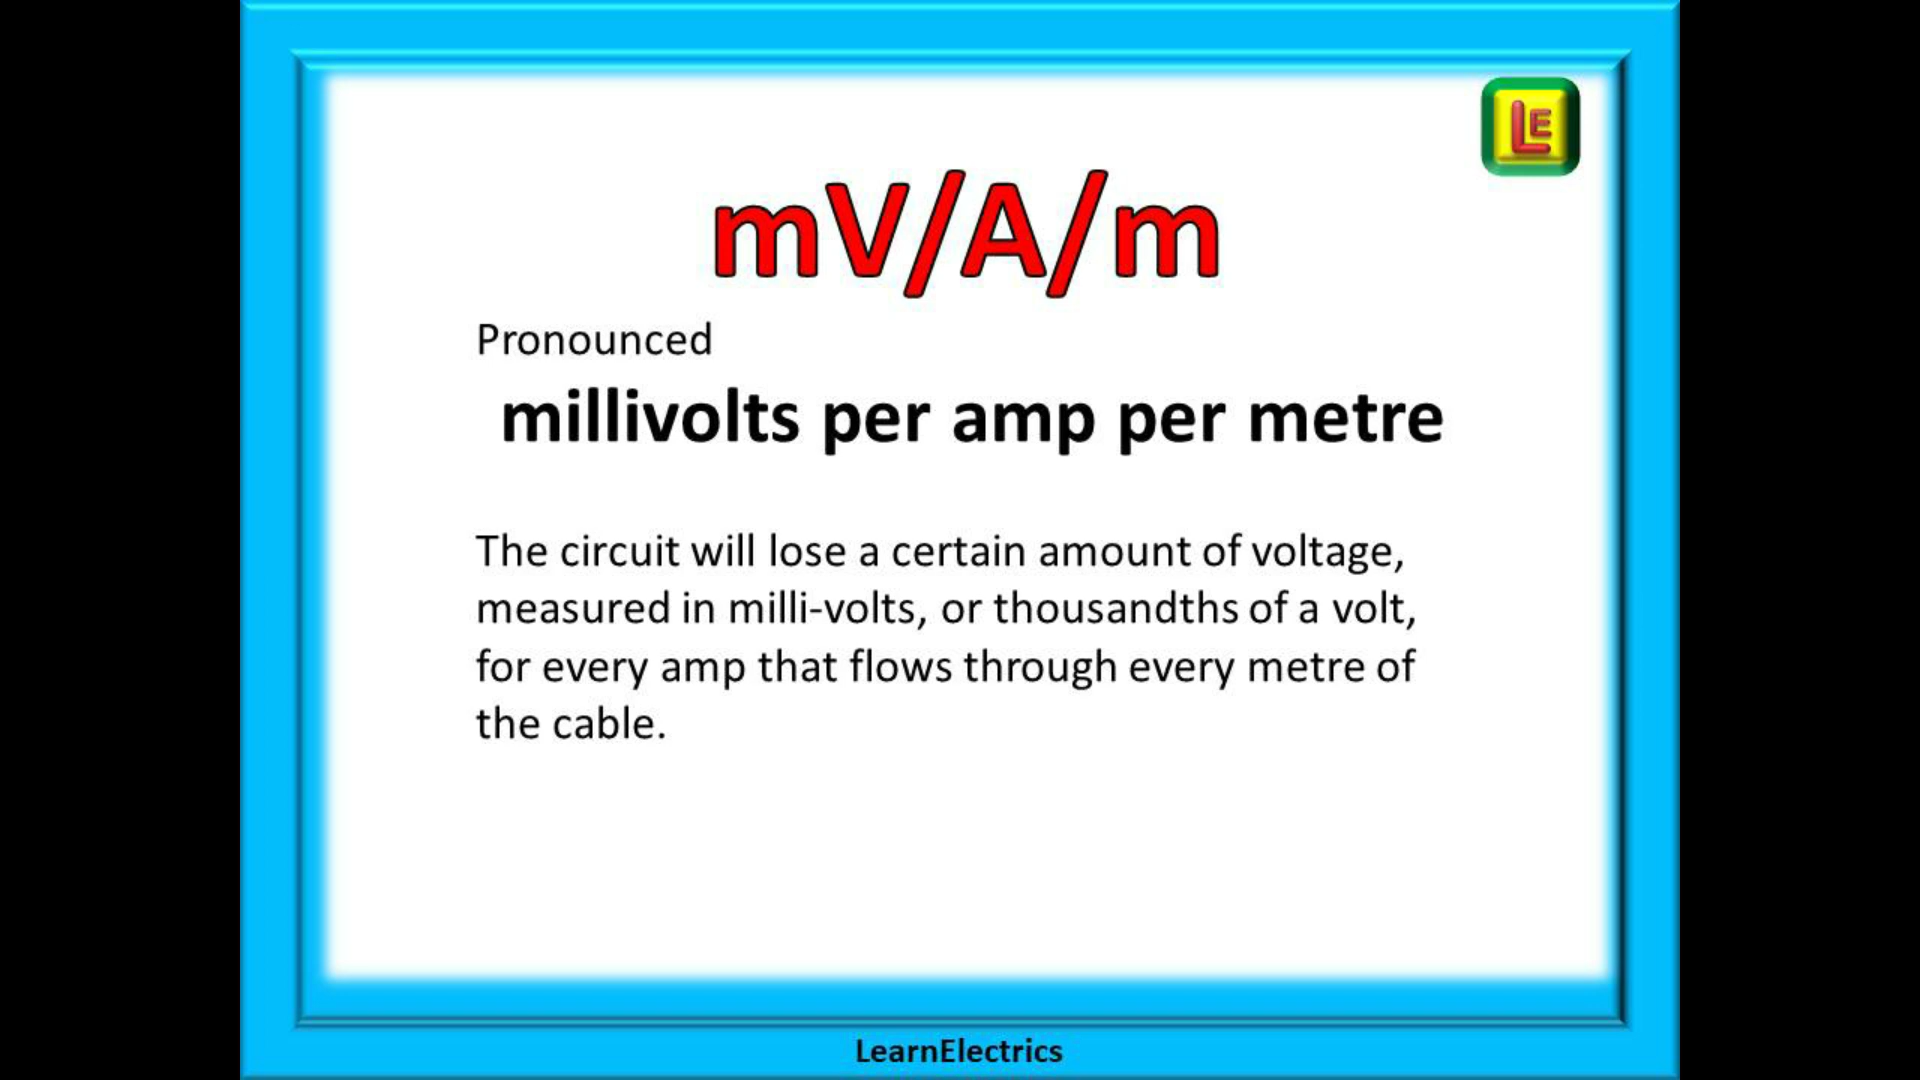 LE
mV/A/m
Pronounced
millivolts per amp per metre
The circuit will lose a certain amount of voltage,
measured in milli-volts, or thousandths of a volt,
for every amp that flows through every metre of
the cable.
LearnElectrics